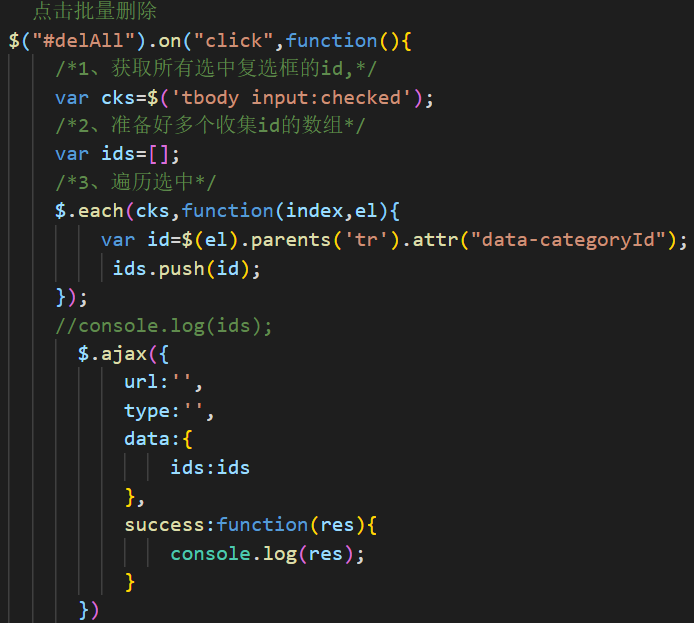 点击批量删除
$("#delAll").on("click",function(){
/*1、获取所有选中复选框的id,*/
var cks=$('tbody input:checked');
/*2、准备好多个收集id的数组*/
var ids=[];
/*3、遍历选中*/
$.each(cks,function(index,el){
var id=$(el).parents('tr').attr("data-categoryId");
ids.push(id);
});
//console.log(ids);
$.ajax({
url:'',
type:'',
data:{
ids:ids
},
success:function(res){
console.log(res);
}
})